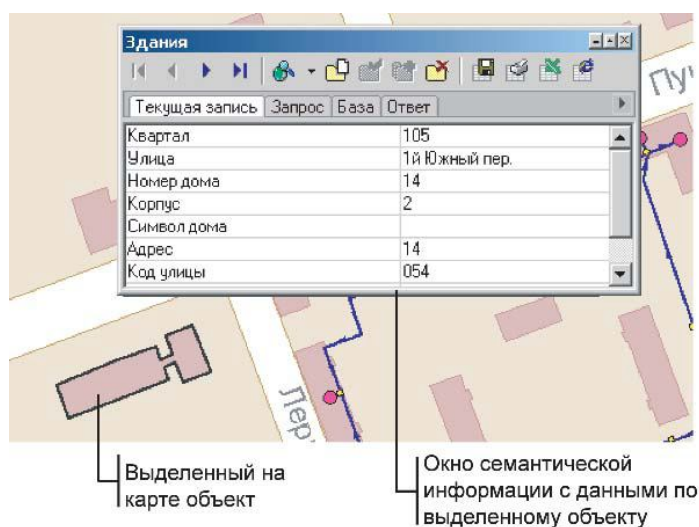 Здания
Текущая запись Запрос База Ответ
Квартал 105
Улица 1й Южный пер.
Номер дома 14
Корпус 2
Символ дома
Адрес 14
Код улицы 054
Пу
Лер
Выделенный на
карте объект
Окно семантической
информации с данными по
выделенному объекту